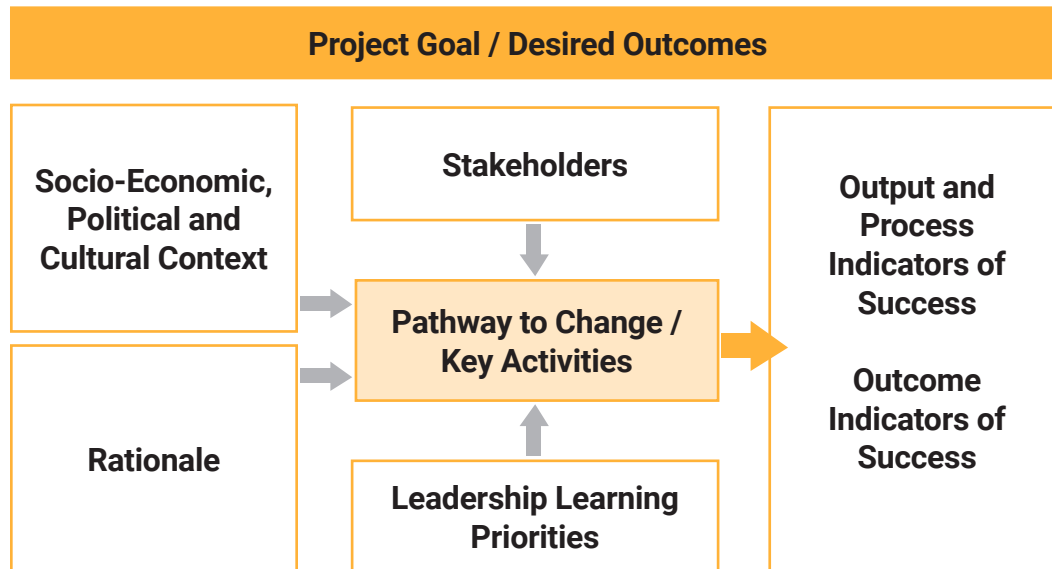 Project Goal / Desired Outcomes
Socio-Economic,
Political and
Cultural Context
Rationale
Stakeholders
Pathway to Change /
Key Activities
Leadership Learning
Priorities
Output and
Process
Indicators of
Success
Outcome
Indicators of
Success